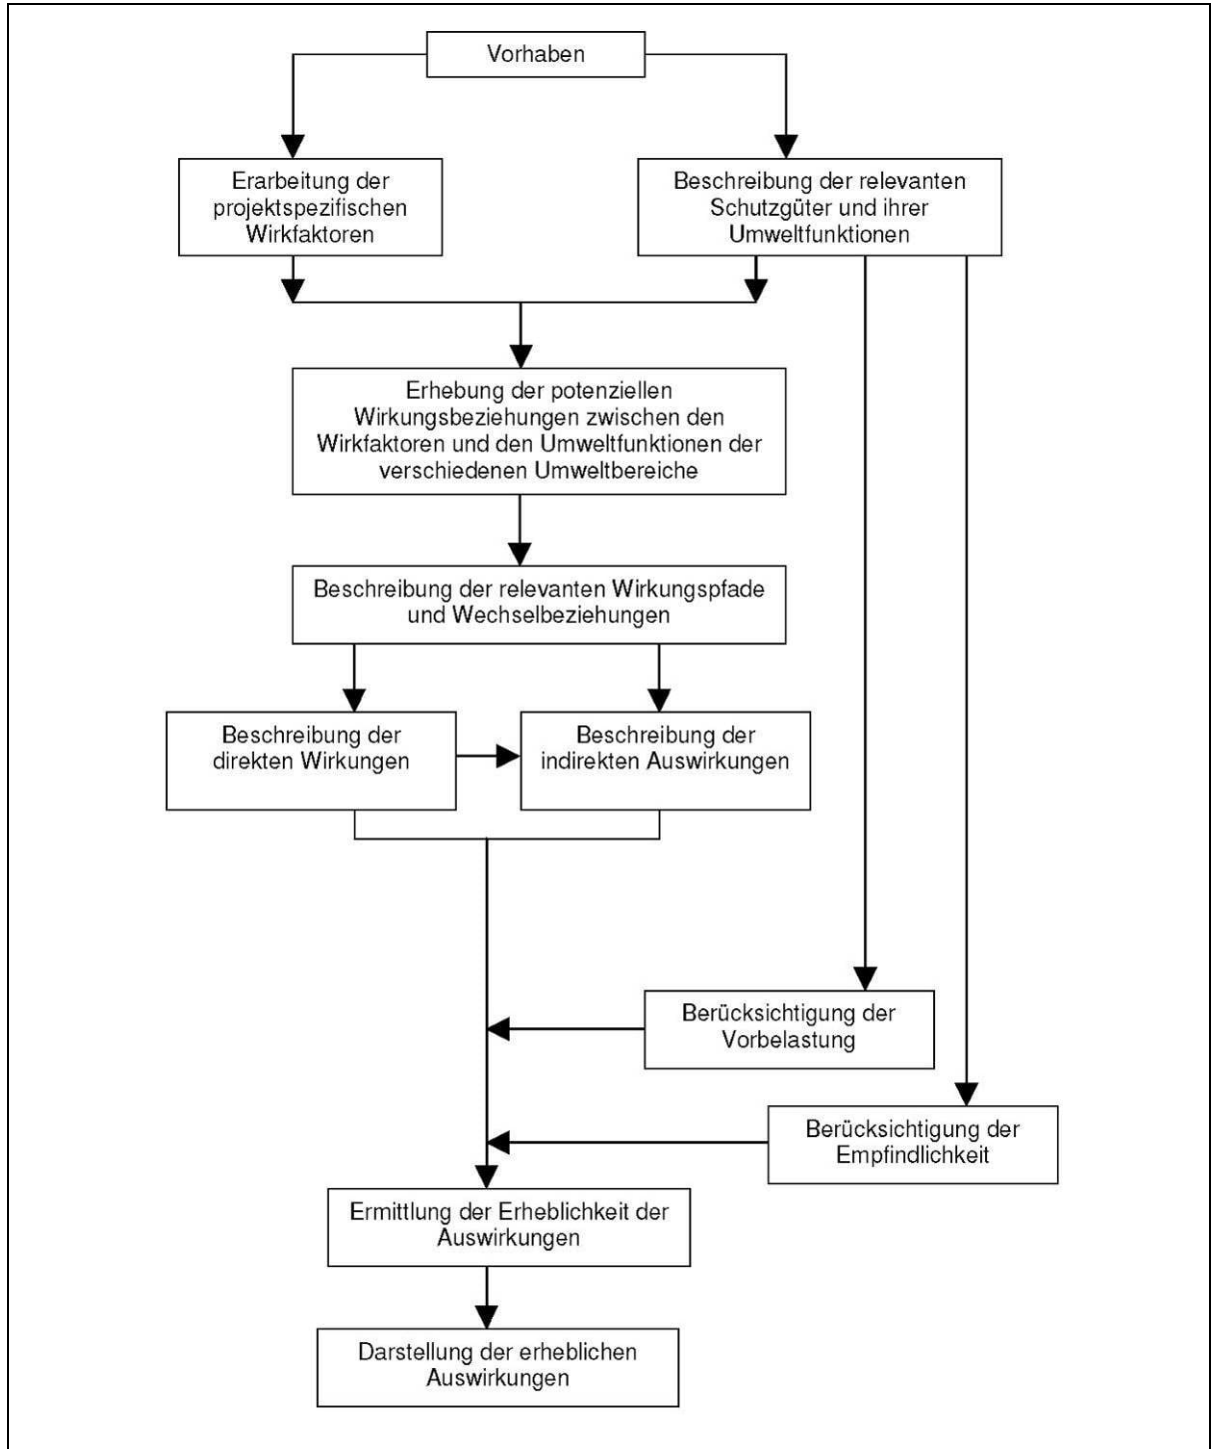 Vorhaben
Erarbeitung der
projektspezifischen
Wirkfaktoren
Beschreibung der relevanten
Schutzgüter und ihrer
Umweltfunktionen
Erhebung der potenziellen
Wirkungsbeziehungen zwischen den
Wirkfaktoren und den Umweltfunktionen der
verschiedenen Umweltbereiche
Beschreibung der relevanten Wirkungspfade
und Wechselbeziehungen
Beschreibung der
direkten Wirkungen
Beschreibung der
indirekten Auswirkungen
Berücksichtigung der
Vorbelastung
Berücksichtigung der
Empfindlichkeit
Ermittlung der Erheblichkeit der
Auswirkungen
Darstellung der erheblichen
Auswirkungen